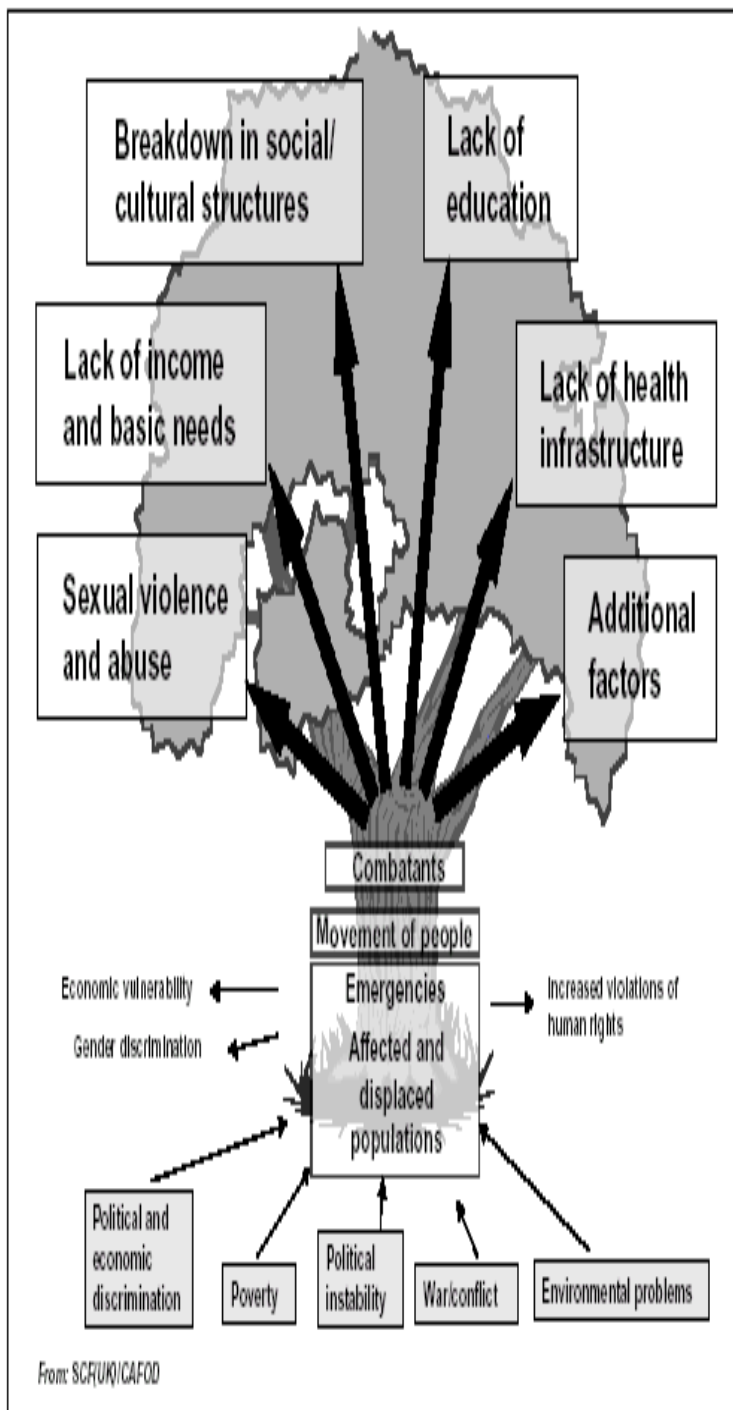 Breakdown in social/
cultural structures
Lack of
education
Lack of income
and basic needs
Lack of health
infrastructure
Sexual violence
and abuse
Additional
factors
Combatants
Movement of people
Economic vulnerability
Gender discrimination
Emergencies
Affected and
displaced
populations
Increased violations of
human rights
Political and
economic
discrimination
Poverty
Political
instability
War/conflict
Environmental problems
From: SCF(UK)/CAFOD